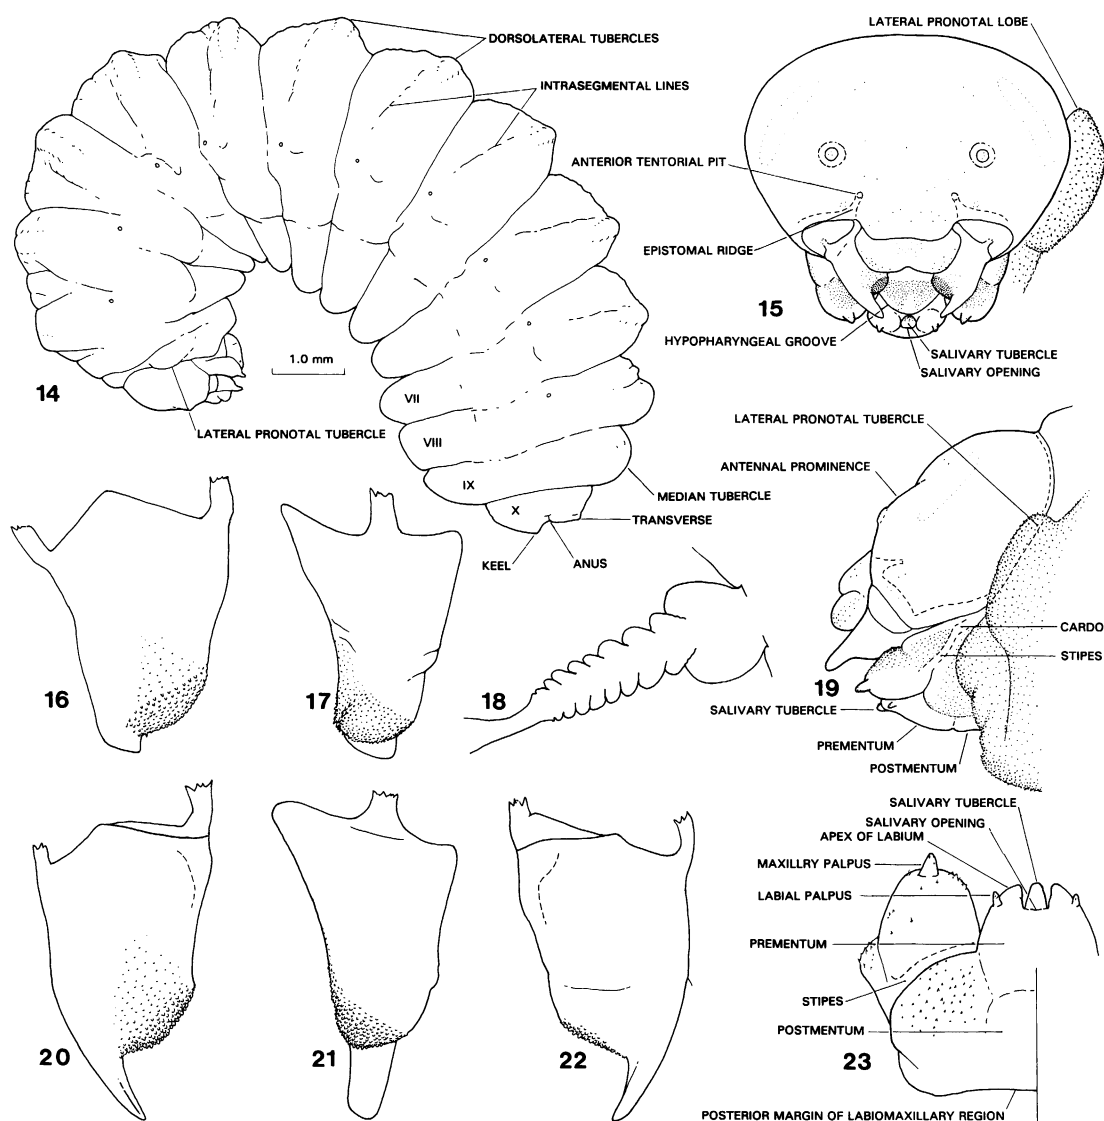 DORSOLATERAL TUBERCLES
INTRASEGMENTAL LINES
1.0 mm
14
LATERAL PRONOTAL TUBERCLE
VII
VIII
IX
X
MEDIAN TUBERCLE
TRANSVERSE
KEEL
ANUS
LATERAL PRONOTAL LOBE
ANTERIOR TENTORIAL PIT
EPISTOMAL RIDGE
15
HYPOPHARYNGEAL GROOVE
SALIVARY TUBERCLE
SALIVARY OPENING
16
17
18
LATERAL PRONOTAL TUBERCLE
ANTENNAL PROMINENCE
CARDO
STIPES
19
SALIVARY TUBERCLE
PREMENTUM
POSTMENTUM
20
21
22
SALIVARY TUBERCLE
SALIVARY OPENING
APEX OF LABIUM
MAXILLRY PALPUS
LABIAL PALPUS
PREMENTUM
STIPES
POSTMENTUM
23
POSTERIOR MARGIN OF LABIOMAXILLARY REGION